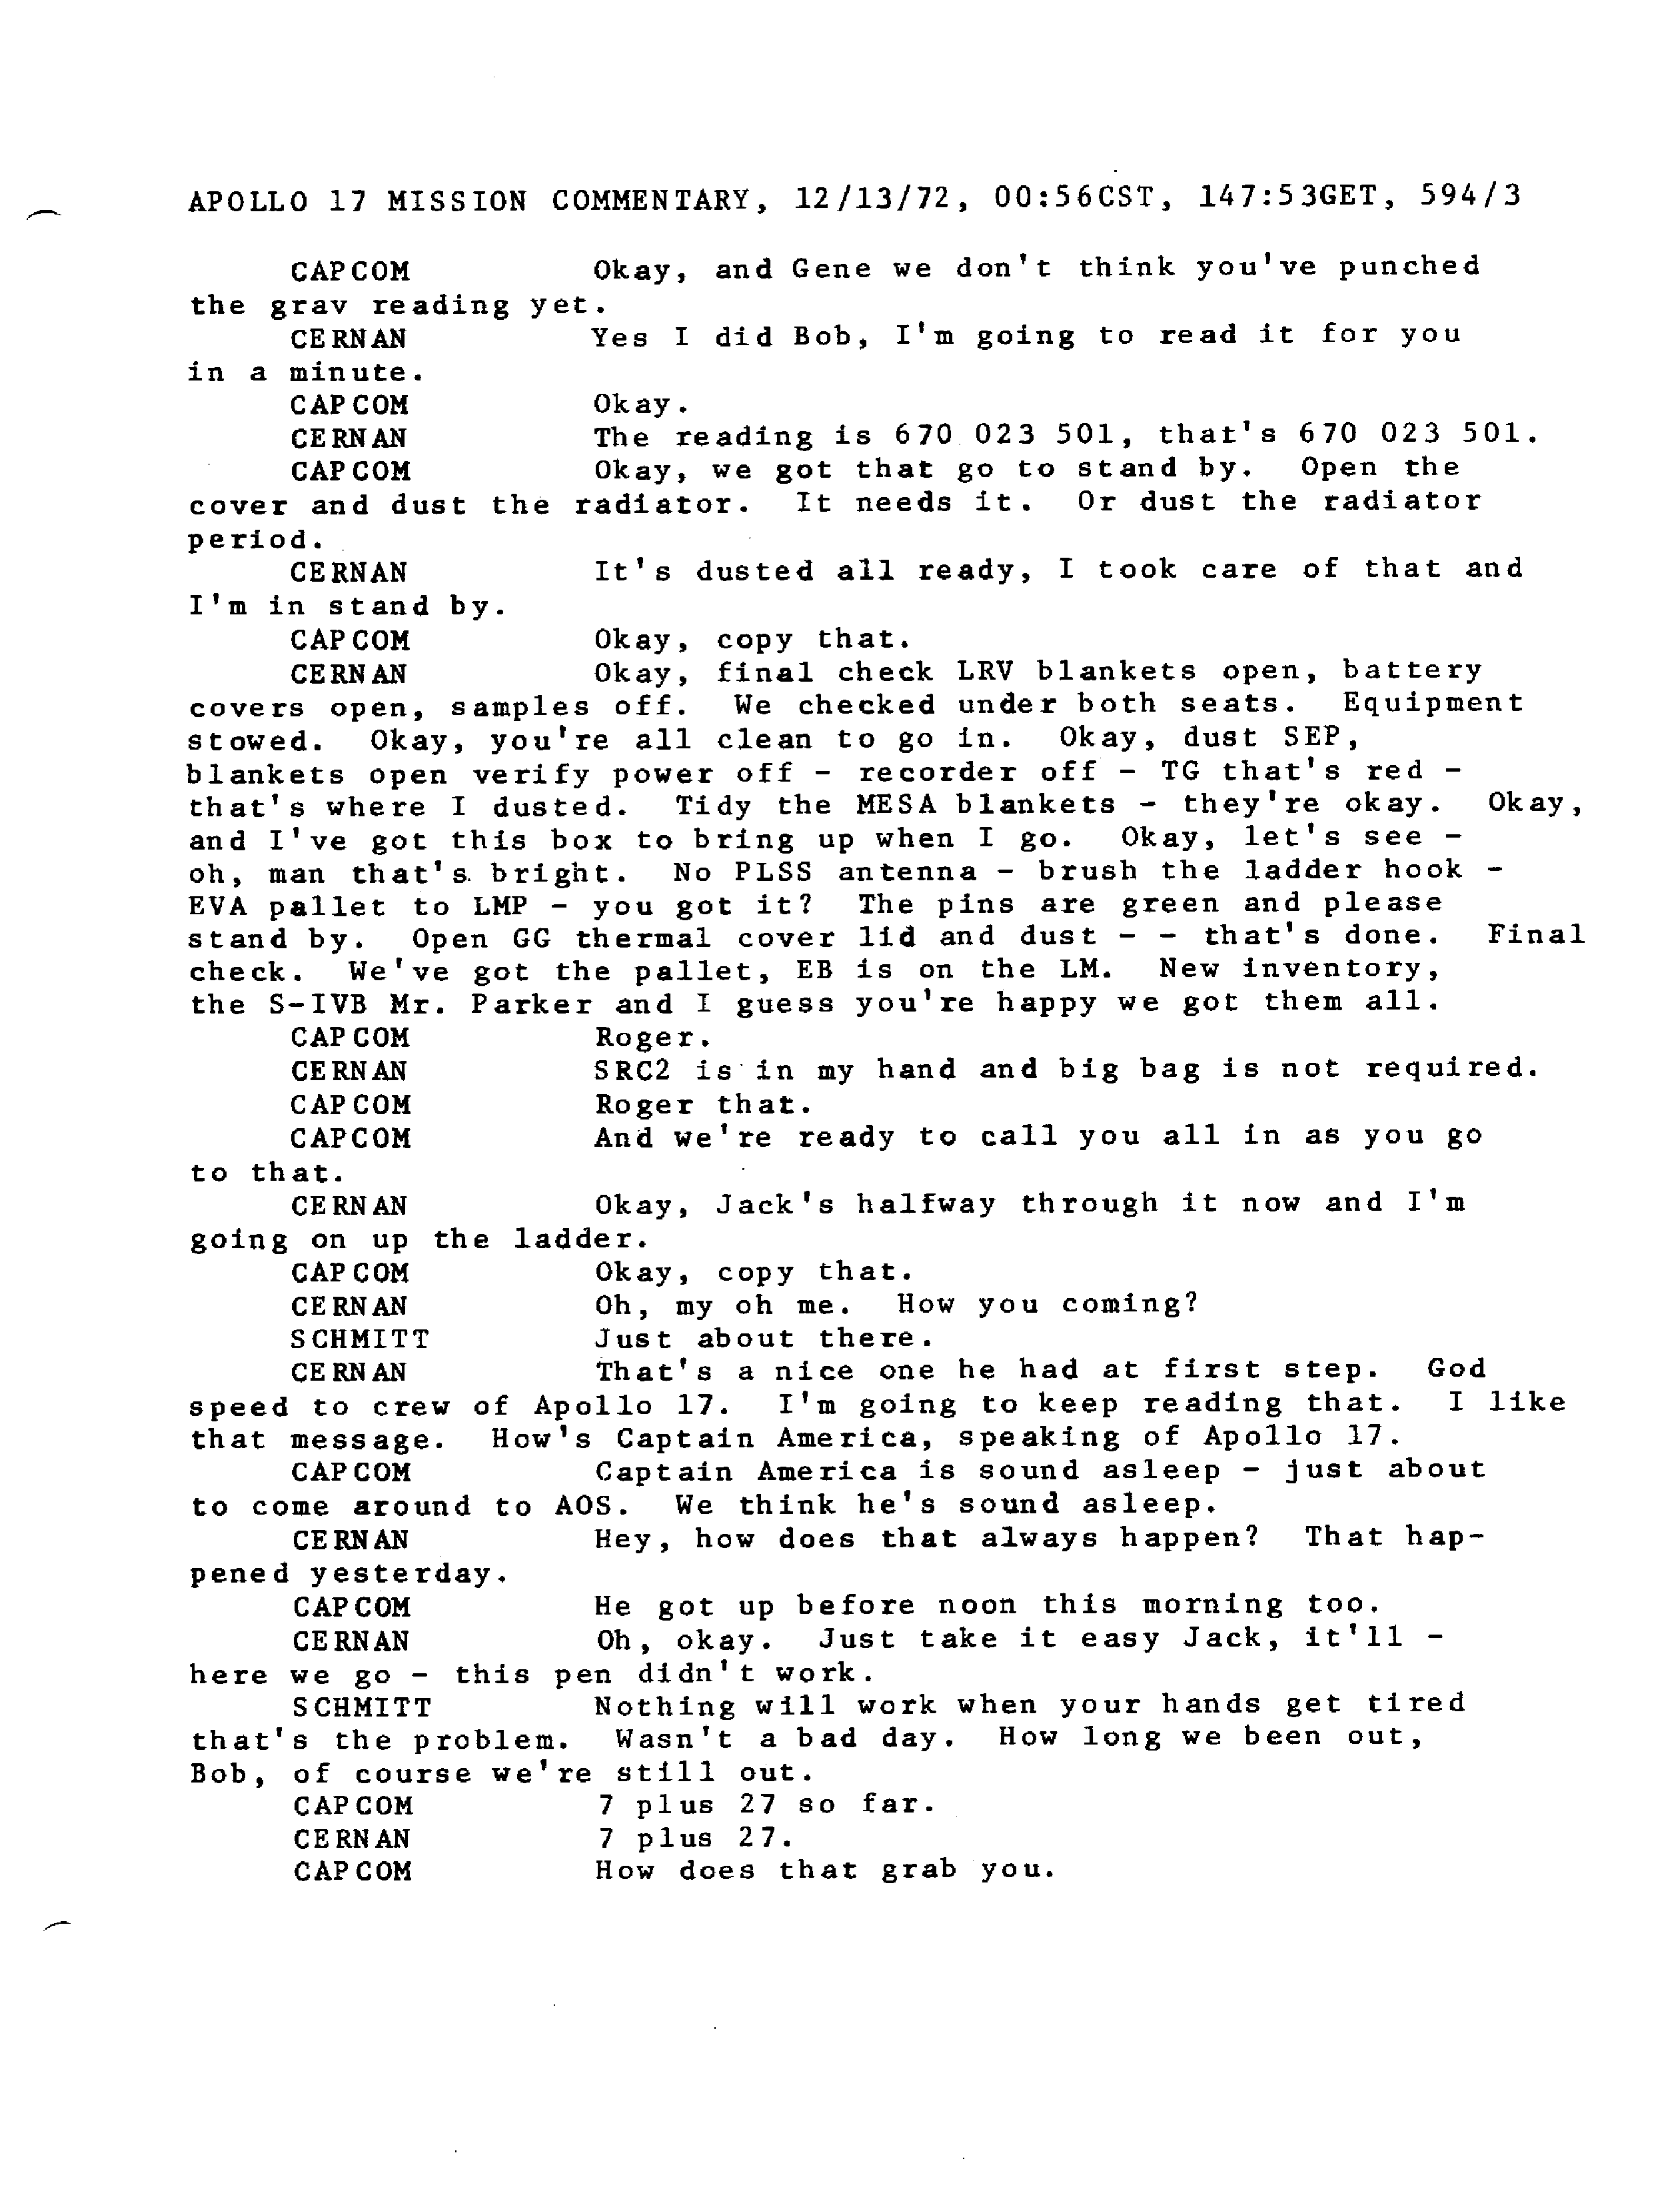 APOLLO 17 MISSION COMMENTARY, 12/13/72, 00:56CST, 147:53GET, 594/3
CAPCOM Okay, and Gene we don't think you've punched
the grav reading yet.
CERNAN Yes I did Bob, I'm going to read it for you
in a minute.
CAPCOM Okay.
CERNAN The reading is 670 023 501, that's 670 023 501.
CAPCOM Okay, we got that go to stand by. Open the
cover and dust the radiator. It needs it. Or dust the radiator
period.
CERNAN It's dusted all ready, I took care of that and
I'm in stand by.
CAPCOM Okay, copy that.
CERNAN Okay, final check LRV blankets open, battery
covers open, samples off. We checked under both seats. Equipment
stowed. Okay, you're all clean to go in. Okay, dust SEP,
blankets open verify power off - recorder off - TG that's red -
that's where I dusted. Tidy the MESA blankets - they're okay. Okay,
and I've got this box to bring up when I go. Okay, let's see -
oh, man that's bright. No PLSS antenna - brush the ladder hook -
EVA pallet to LMP - you got it? The pins are green and please
stand by. Open GG thermal cover lid and dust - - that's done. Final
check. We've got the pallet, EB is on the LM. New inventory,
the S-IVB Mr. Parker and I guess you're happy we got them all.
CAPCOM Roger.
CERNAN SRC2 is in my hand and big bag is not required.
CAPCOM Roger that.
CAPCOM And we're ready to call you all in as you go
to that.
CERNAN Okay, Jack's halfway through it now and I'm
going on up the ladder.
CAPCOM Okay, copy that.
CERNAN Oh, my oh me. How you coming?
SCHMITT Just about there.
CERNAN That's a nice one he had at first step. God
speed to crew of Apollo 17. I'm going to keep reading that. I like
that message. How's Captain America, speaking of Apollo 17.
CAPCOM Captain America is sound asleep - just about
to come around to AOS. We think he's sound asleep.
CERNAN Hey, how does that always happen? That hap-
pened yesterday.
CAPCOM He got up before noon this morning too.
CERNAN Oh, okay. Just take it easy Jack, it'll -
here we go - this pen didn't work.
SCHMITT Nothing will work when your hands get tired
that's the problem. Wasn't a bad day. How long we been out,
Bob, of course we're still out.
CAPCOM 7 plus 27 so far.
CERNAN 7 plus 27.
CAPCOM How does that grab you.